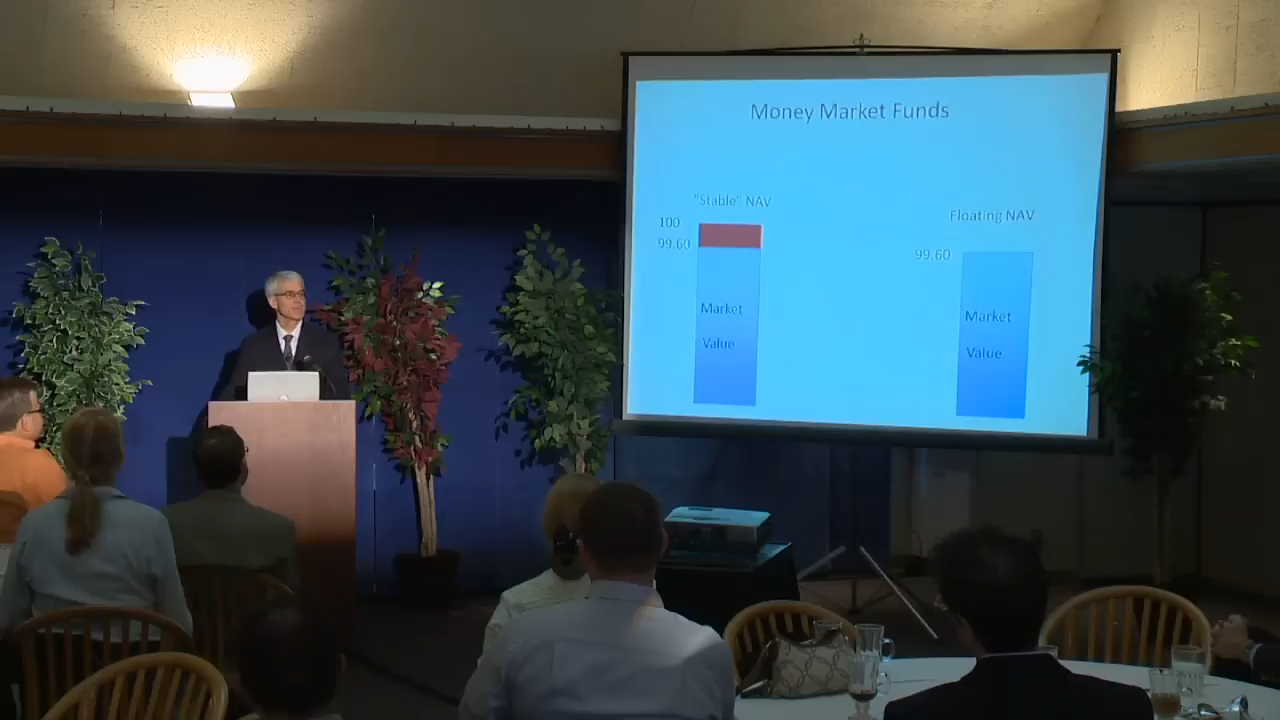 Money Market Funds
"Stable" NAV
100
99.60
Market
Value
Floating NAV
99.60
Market
Value